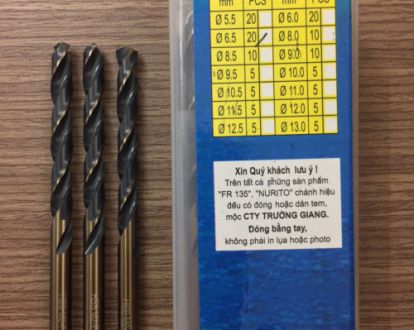 mm PCS mm
Ø 5.5 20 Ø 6.0 20
Ø 6.5 20 Ø 8.0 10
Ø 8.5 10 Ø 9.0 10
Ø 9.5 5 Ø 10.0 5
Ø 10.5 5 Ø 11.0 5
Ø 11.5 5 Ø 12.0 5
Ø 12.5 5 Ø 13.0 5
Xin Quý khách lưu ý !
Trên tất cả những sản phẩm
"FR 135", "NURITO" chánh hiệu
đều có đóng hoặc dán tem,
mộc CTY TRƯỜNG GIANG.
Đóng bằng tay,
không phải in lụa hoặc photo